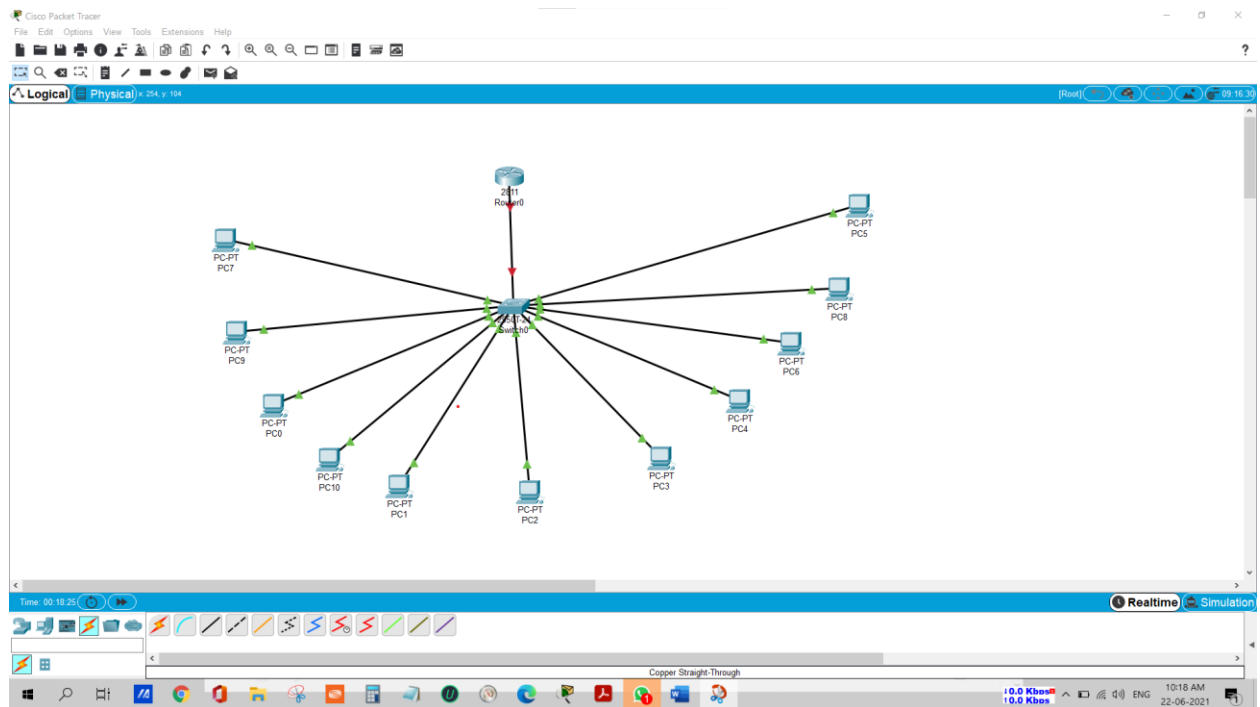 Cisco Packet Tracer
File Edit Options View Tools Extensions Help
?
Logical Physical x: 254, y: 104 [Root] 09:16:30
2811
Router0
PC-PT
PC5
PC-PT
PC7
PC-PT
PC8
Switch0
PC-PT
PC9
PC-PT
PC6
PC-PT
PC4
PC-PT
PC0
PC-PT
PC10
PC-PT
PC3
PC-PT
PC1
PC-PT
PC2
Time: 00:18:25 Realtime Simulation
Copper Straight-Through
0.0 Kbps
0.0 Kbps
ENG
10:18 AM
22-06-2021
1
1